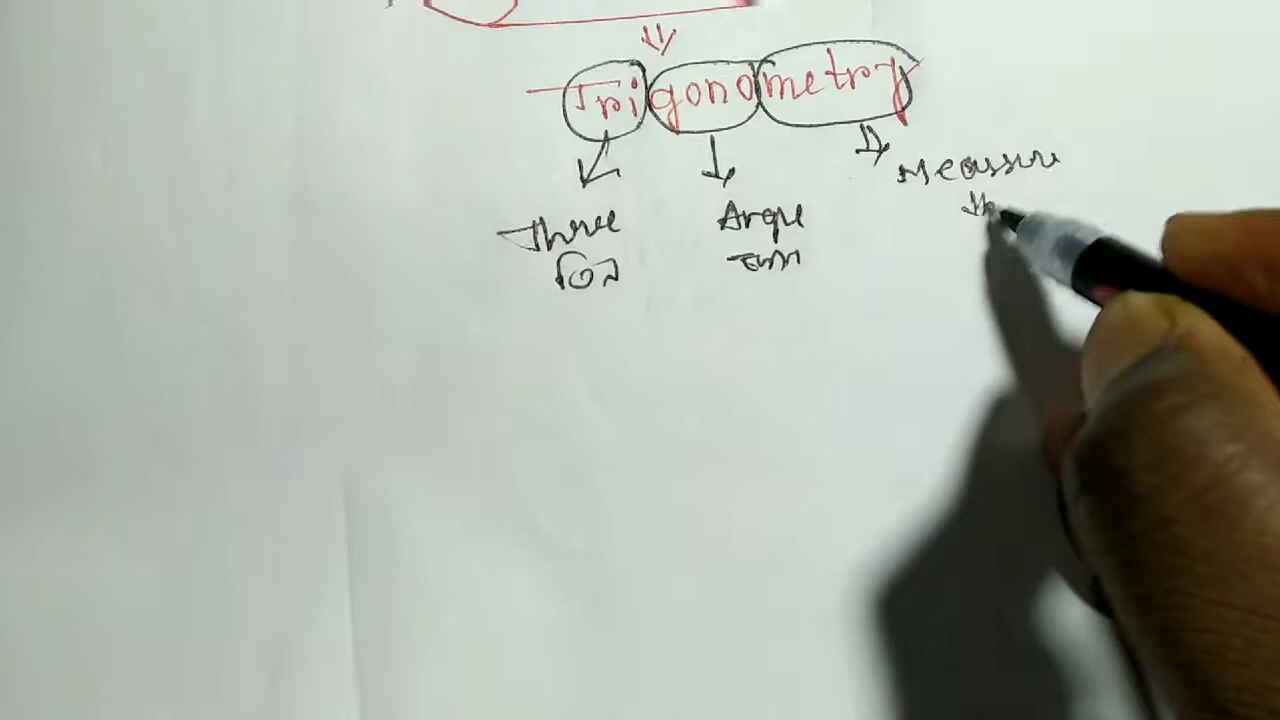 Trigonometry
Measure
Three Angle
তিন কোন